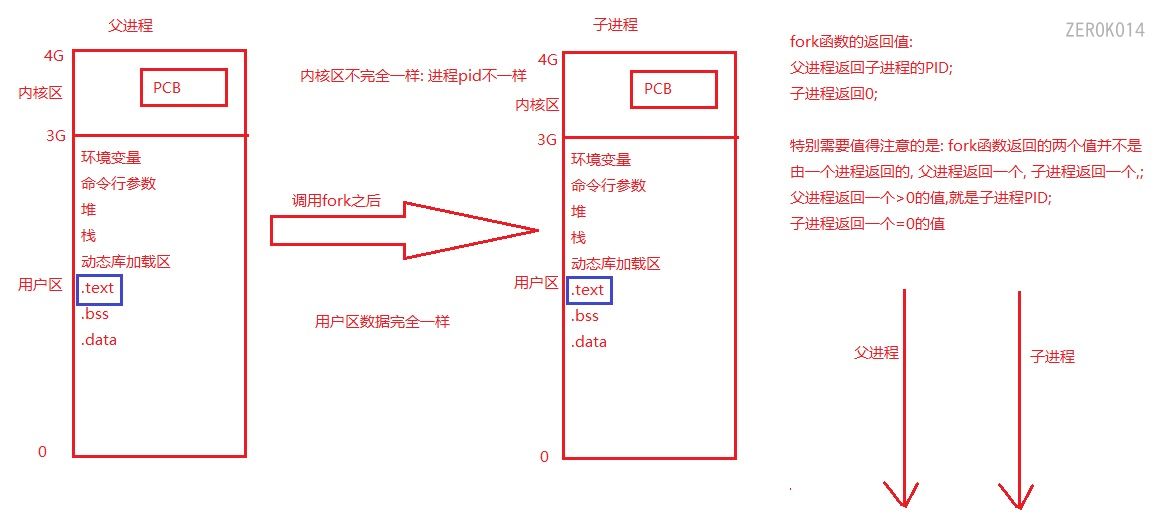 父进程
4G
内核区
PCB
3G
环境变量
命令行参数
堆
栈
动态库加载区
用户区
.text
.bss
.data
0
内核区不完全一样: 进程pid不一样
调用fork之后
用户区数据完全一样
子进程
4G
内核区
PCB
3G
环境变量
命令行参数
堆
栈
动态库加载区
用户区
.text
.bss
.data
0
ZEROK014
fork函数的返回值:
父进程返回子进程的PID;
子进程返回0;
特别需要值得注意的是: fork函数返回的两个值并不是
由一个进程返回的, 父进程返回一个, 子进程返回一个,;
父进程返回一个>0的值,就是子进程PID;
子进程返回一个=0的值
父进程
子进程